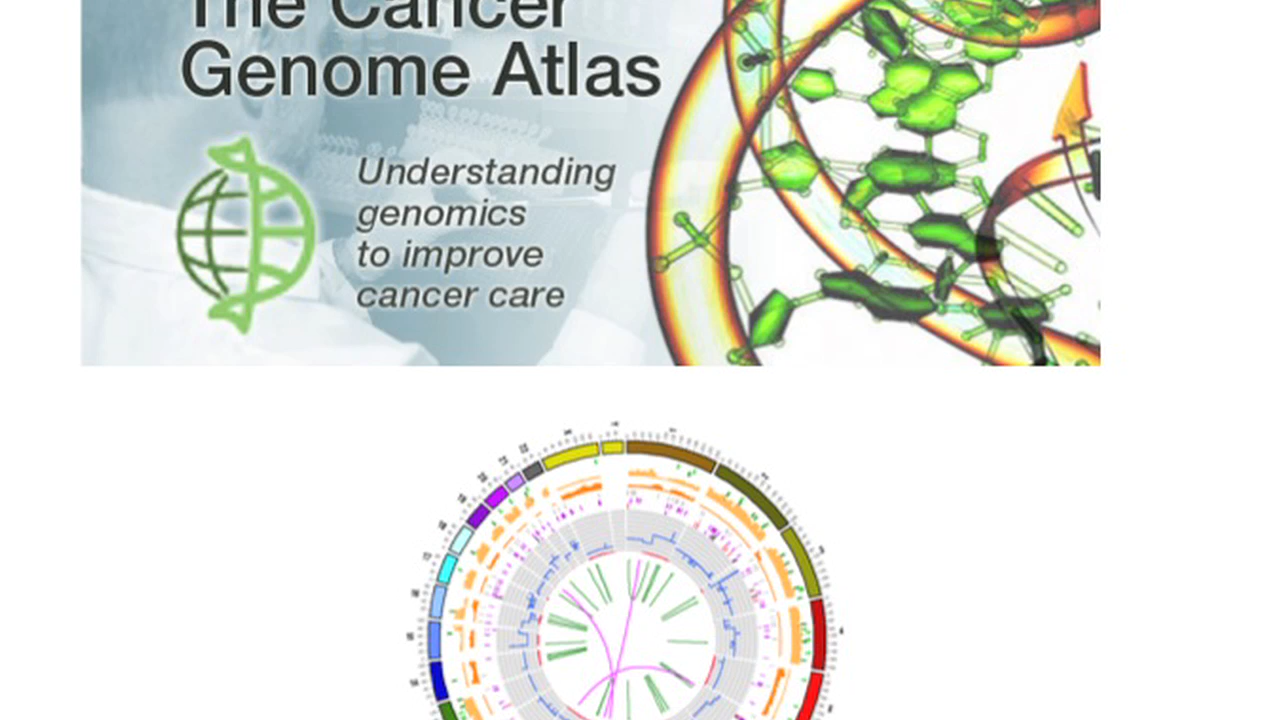 The Cancer
Genome Atlas
Understanding
genomics
to improve
cancer care